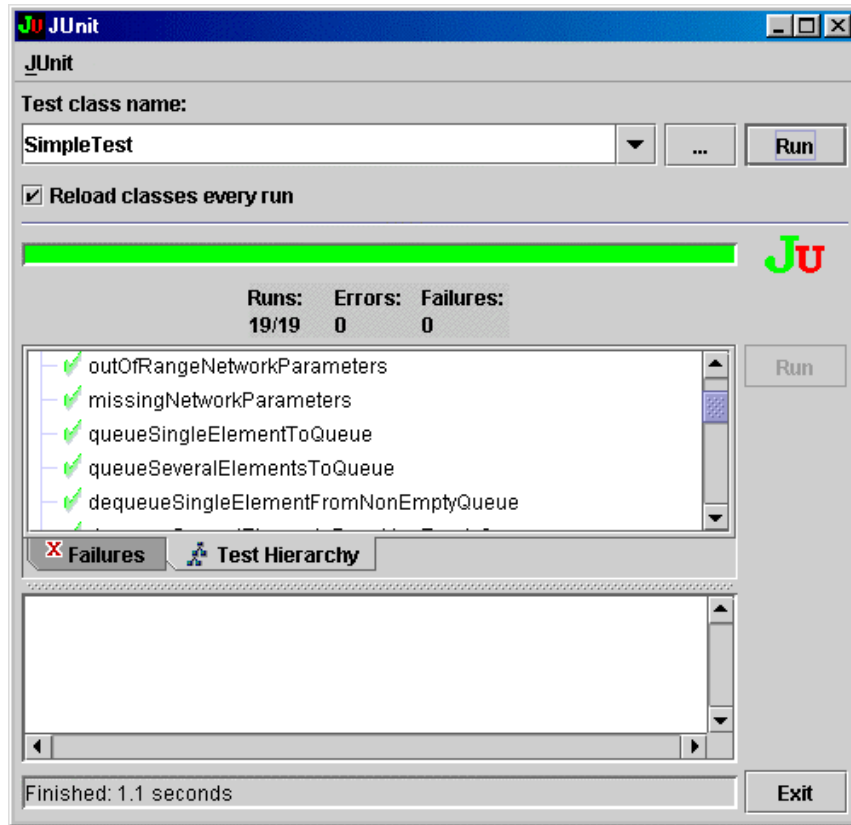 JU JUnit
JUnit
Test class name:
SimpleTest
...
Run
Reload classes every run
JU
Runs: Errors: Failures:
19/19 0 0
outOfRangeNetworkParameters
missingNetworkParameters
queueSingleElementToQueue
queueSeveralElementsToQueue
dequeueSingleElementFromNonEmptyQueue
Run
X Failures
Test Hierarchy
Finished: 1.1 seconds
Exit